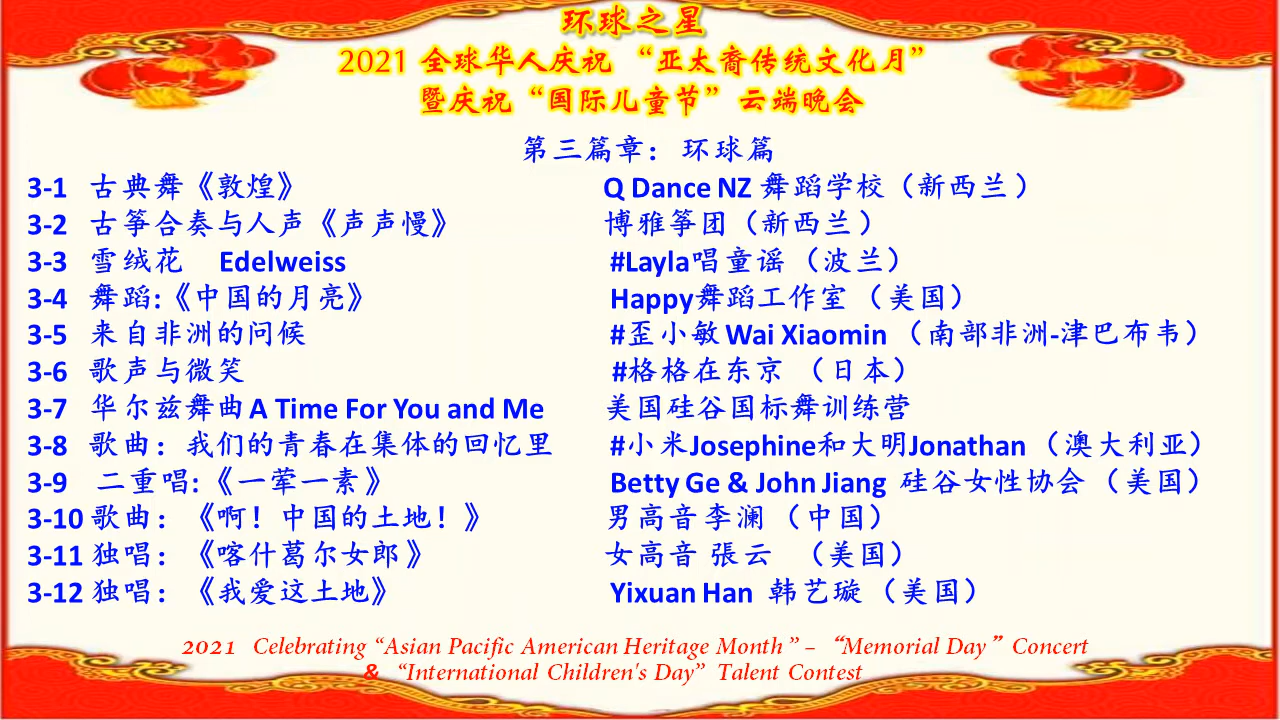 环球之星
2021 全球华人庆祝 “亚太裔传统文化月”
暨庆祝“国际儿童节”云端晚会
第三篇章：环球篇
3-1 古典舞《敦煌》 Q Dance NZ 舞蹈学校（新西兰）
3-2 古筝合奏与人声《声声慢》 博雅筝团（新西兰）
3-3 雪绒花 Edelweiss #Layla唱童谣（波兰）
3-4 舞蹈:《中国的月亮》 Happy舞蹈工作室（美国）
3-5 来自非洲的问候 #歪小敏 Wai Xiaomin（南部非洲-津巴布韦）
3-6 歌声与微笑 #格格在东京（日本）
3-7 华尔兹舞曲 A Time For You and Me 美国硅谷国标舞训练营
3-8 歌曲：我们的青春在集体的回忆里 #小米Josephine和大明Jonathan（澳大利亚）
3-9 二重唱:《一荤一素》 Betty Ge & John Jiang 硅谷女性协会（美国）
3-10 歌曲：《啊！中国的土地！》 男高音李澜（中国）
3-11 独唱：《喀什葛尔女郎》 女高音 張云（美国）
3-12 独唱：《我爱这土地》 Yixuan Han 韩艺璇（美国）
2021 Celebrating “Asian Pacific American Heritage Month” – “Memorial Day” Concert
& “International Children's Day” Talent Contest